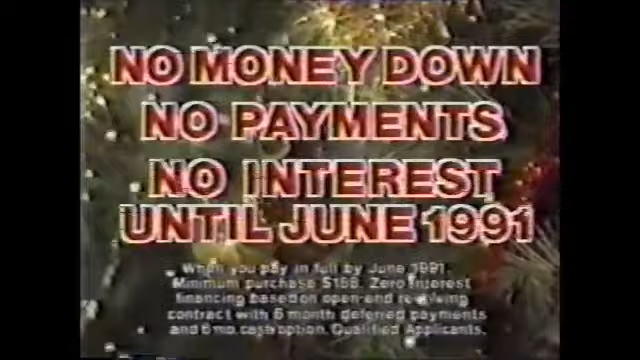 NO MONEY DOWN
NO PAYMENTS
NO INTEREST
UNTIL JUNE 1991
When you pay in full by June 1991.
Minimum purchase Zero interest
financing based on open-end revolving
contract with 6 month deferred payments
and 6 mo. cash option. Qualified Applicants.